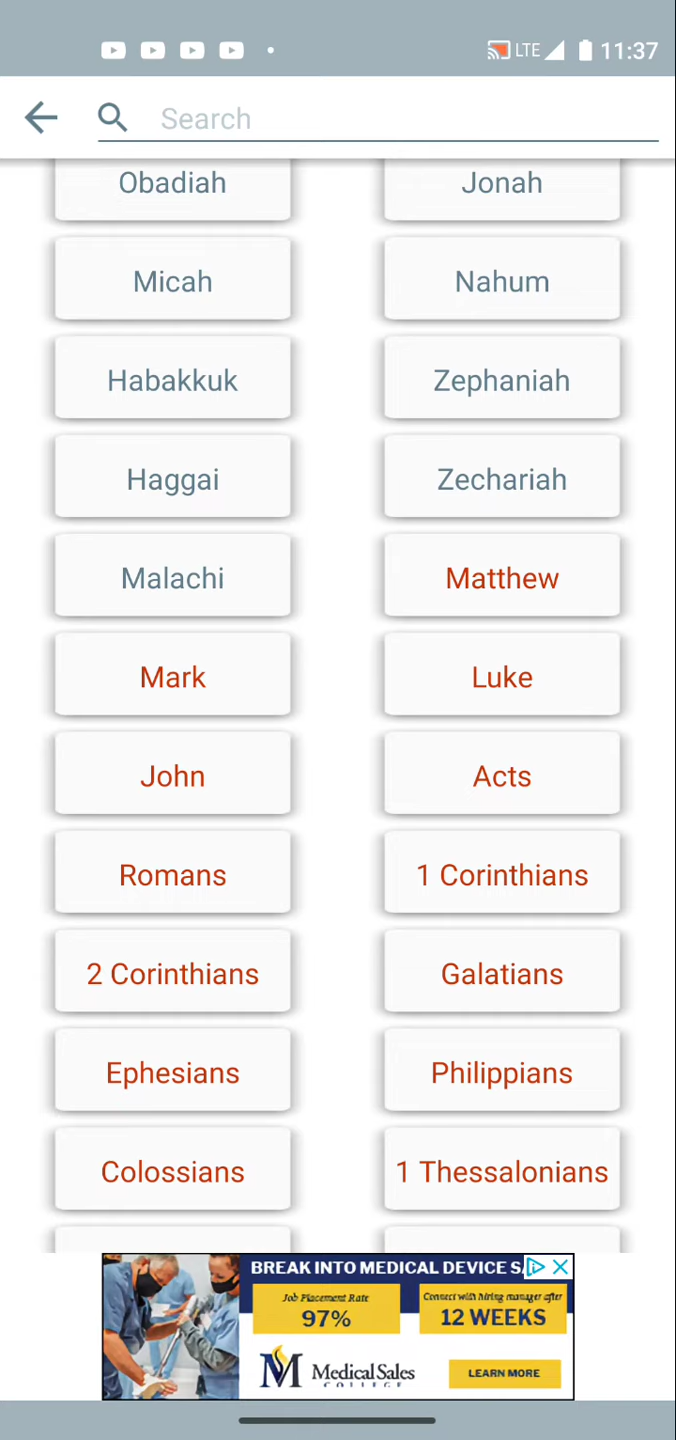 LTE 11:37
Search
Obadiah Jonah
Micah Nahum
Habakkuk Zephaniah
Haggai Zechariah
Malachi Matthew
Mark Luke
John Acts
Romans 1 Corinthians
2 Corinthians Galatians
Ephesians Philippians
Colossians 1 Thessalonians
BREAK INTO MEDICAL DEVICE
Job Placement Rate
97%
Connect with hiring manager after
12 WEEKS
Medical Sales
COLLEGE
LEARN MORE